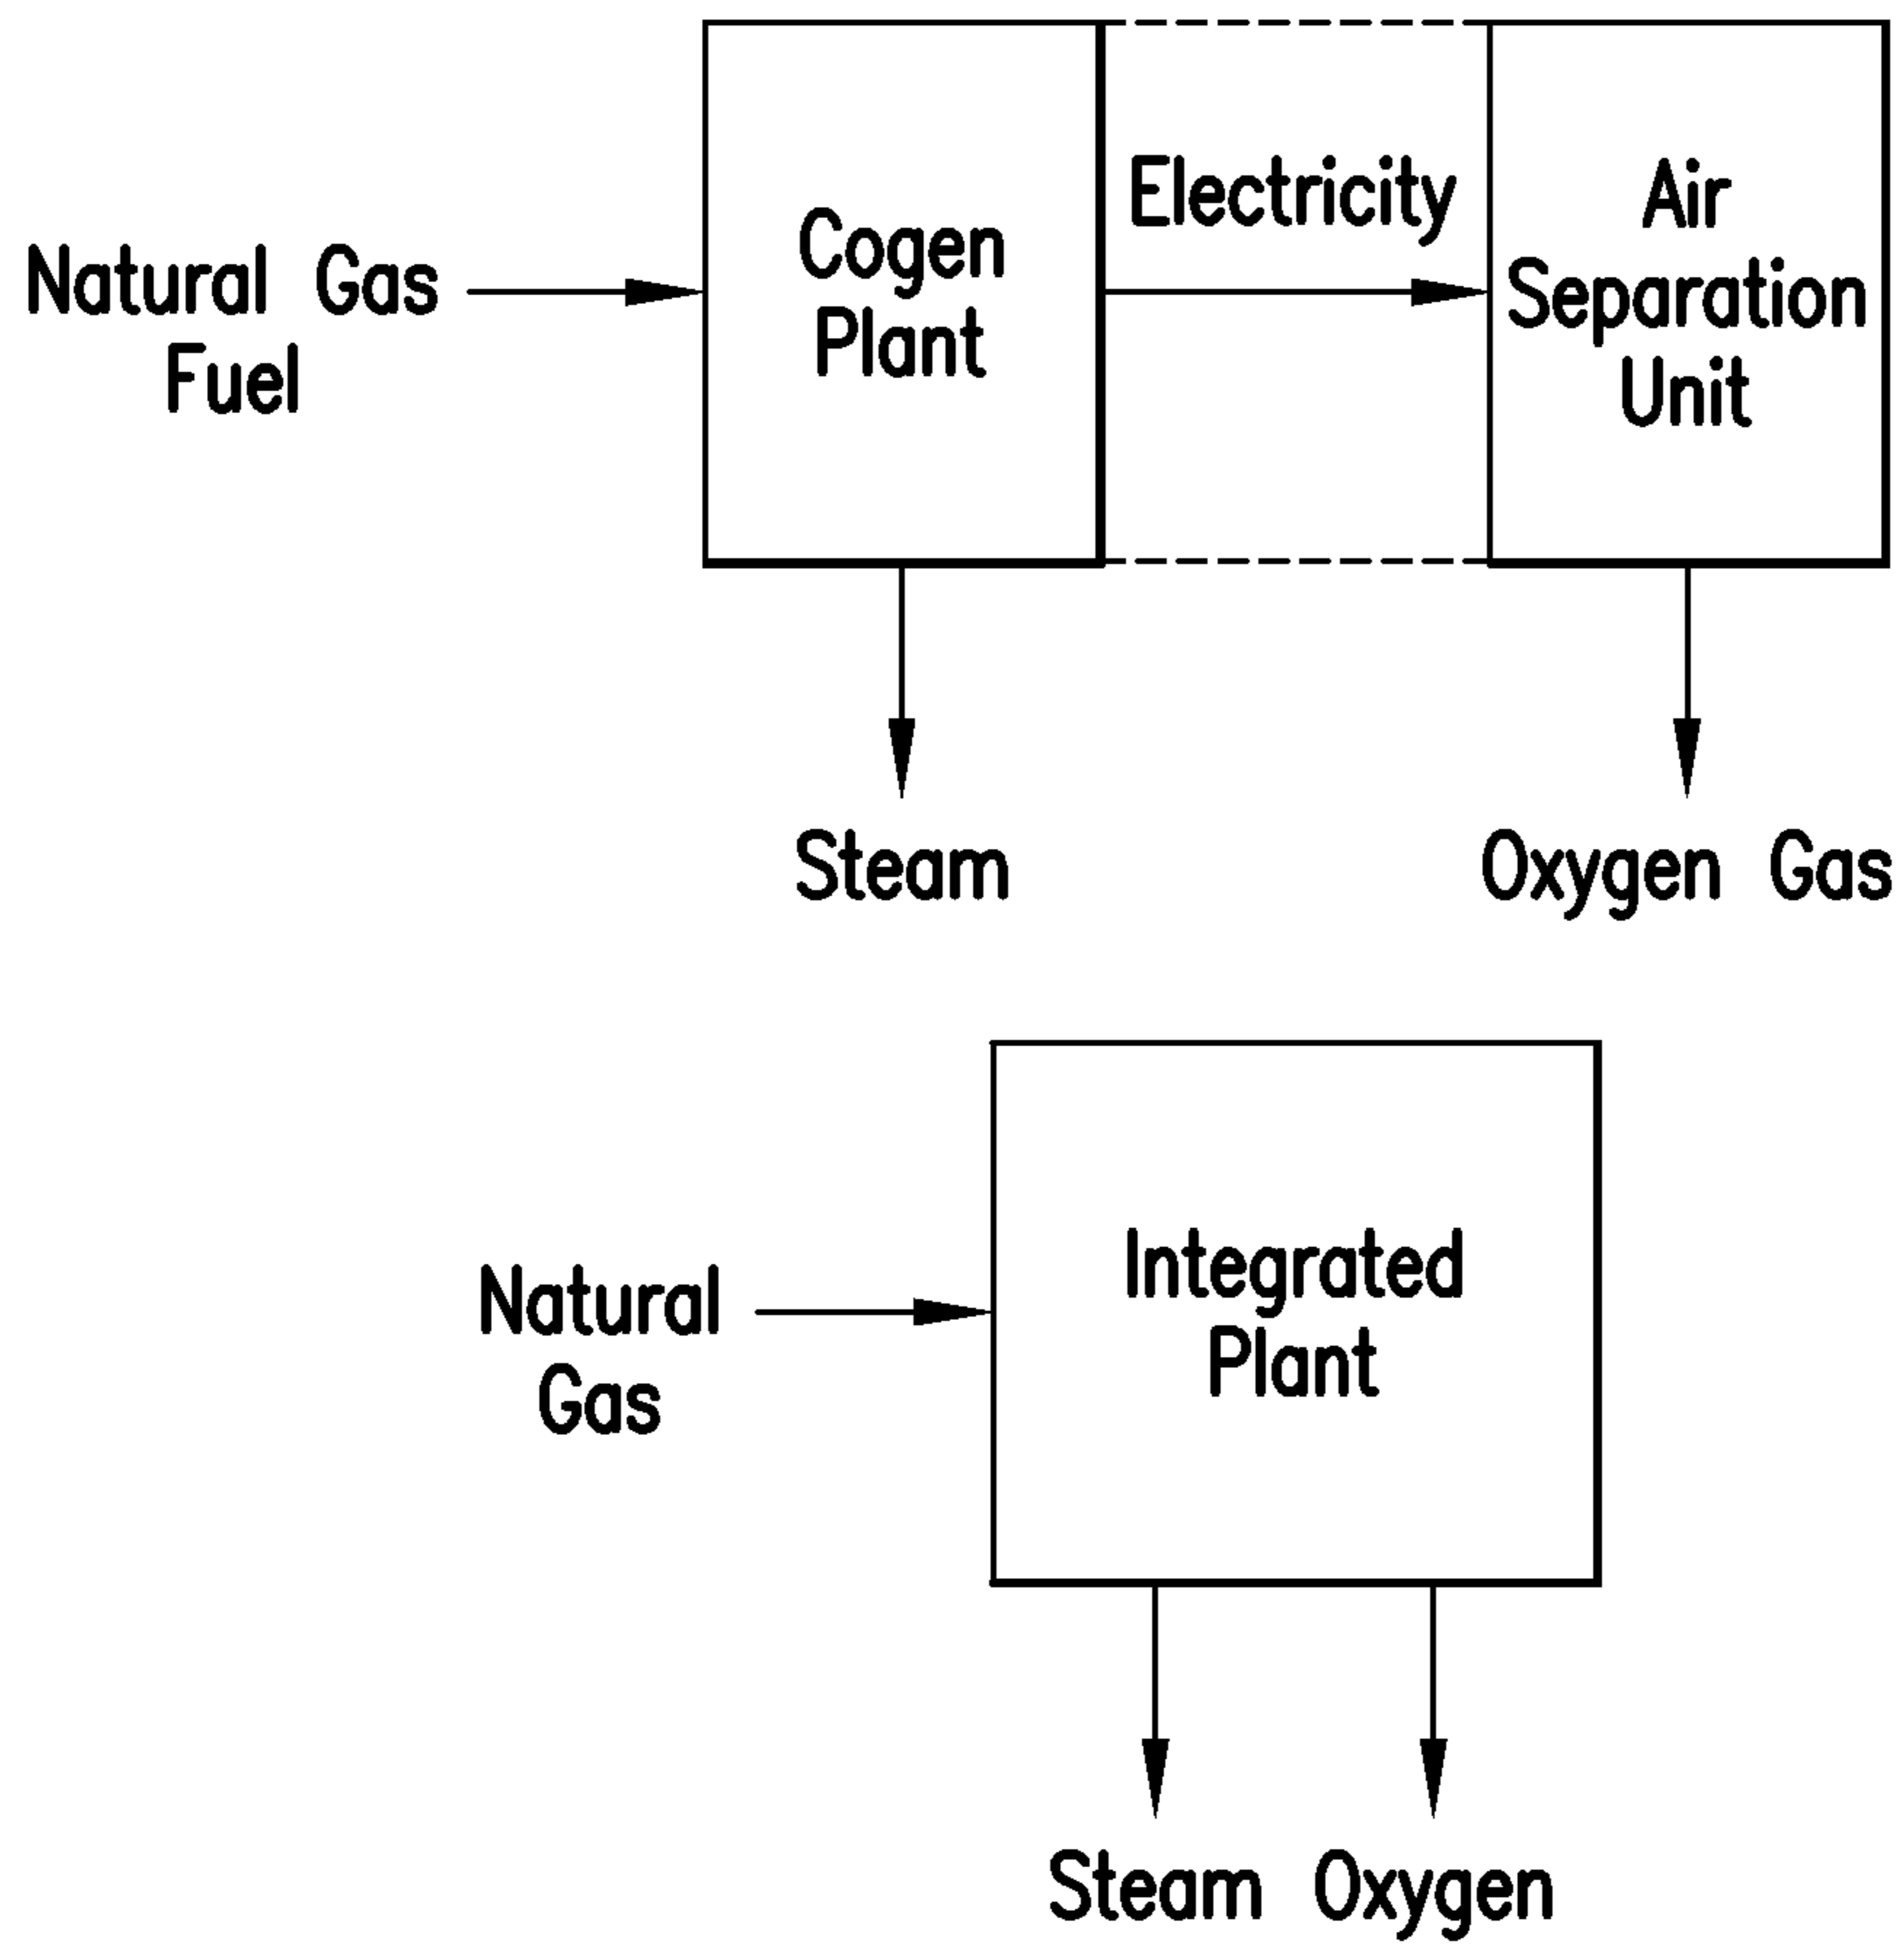 Natural Gas
Fuel
Cogen
Plant
Electricity
Air
Separation
Unit
Steam
Oxygen Gas
Natural
Gas
Integrated
Plant
Steam
Oxygen